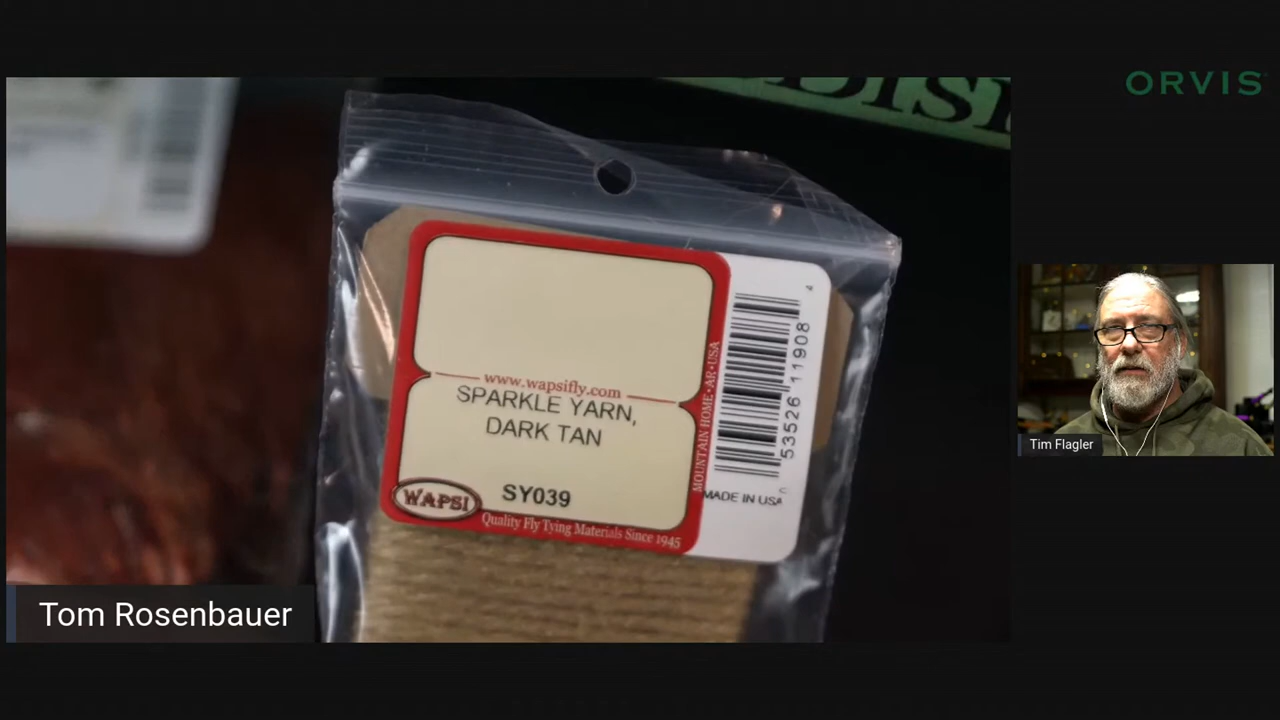 ORVIS
www.wapsifly.com
SPARKLE YARN,
DARK TAN
SY039
WAPSI
Quality Fly Tying Materials Since 1945
MOUNTAIN HOME • AR • USA
53526 11908
4
MADE IN USA
C
Tim Flagler
Tom Rosenbauer